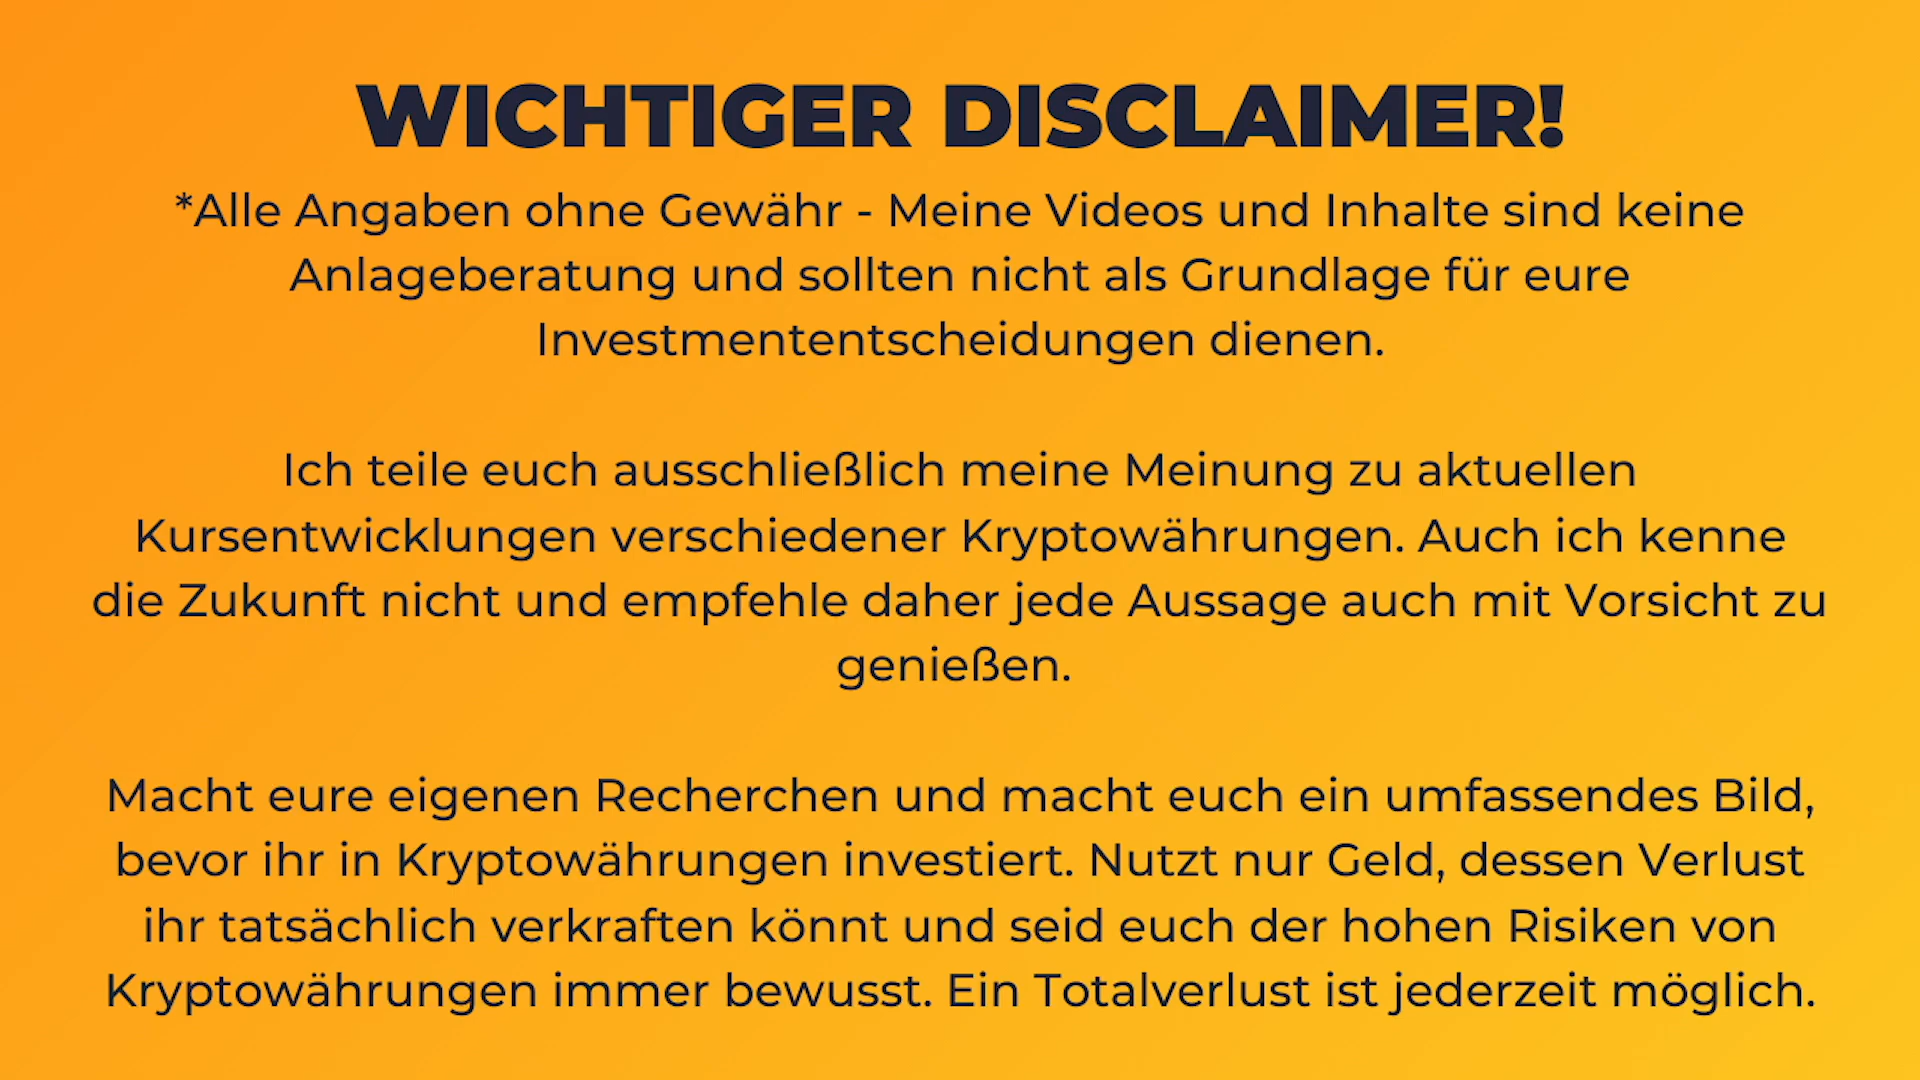 WICHTIGER DISCLAIMER!
*Alle Angaben ohne Gewähr - Meine Videos und Inhalte sind keine
Anlageberatung und sollten nicht als Grundlage für eure
Investmententscheidungen dienen.
Ich teile euch ausschließlich meine Meinung zu aktuellen
Kursentwicklungen verschiedener Kryptowährungen. Auch ich kenne
die Zukunft nicht und empfehle daher jede Aussage auch mit Vorsicht zu
genießen.
Macht eure eigenen Recherchen und macht euch ein umfassendes Bild,
bevor ihr in Kryptowährungen investiert. Nutzt nur Geld, dessen Verlust
ihr tatsächlich verkraften könnt und seid euch der hohen Risiken von
Kryptowährungen immer bewusst. Ein Totalverlust ist jederzeit möglich.